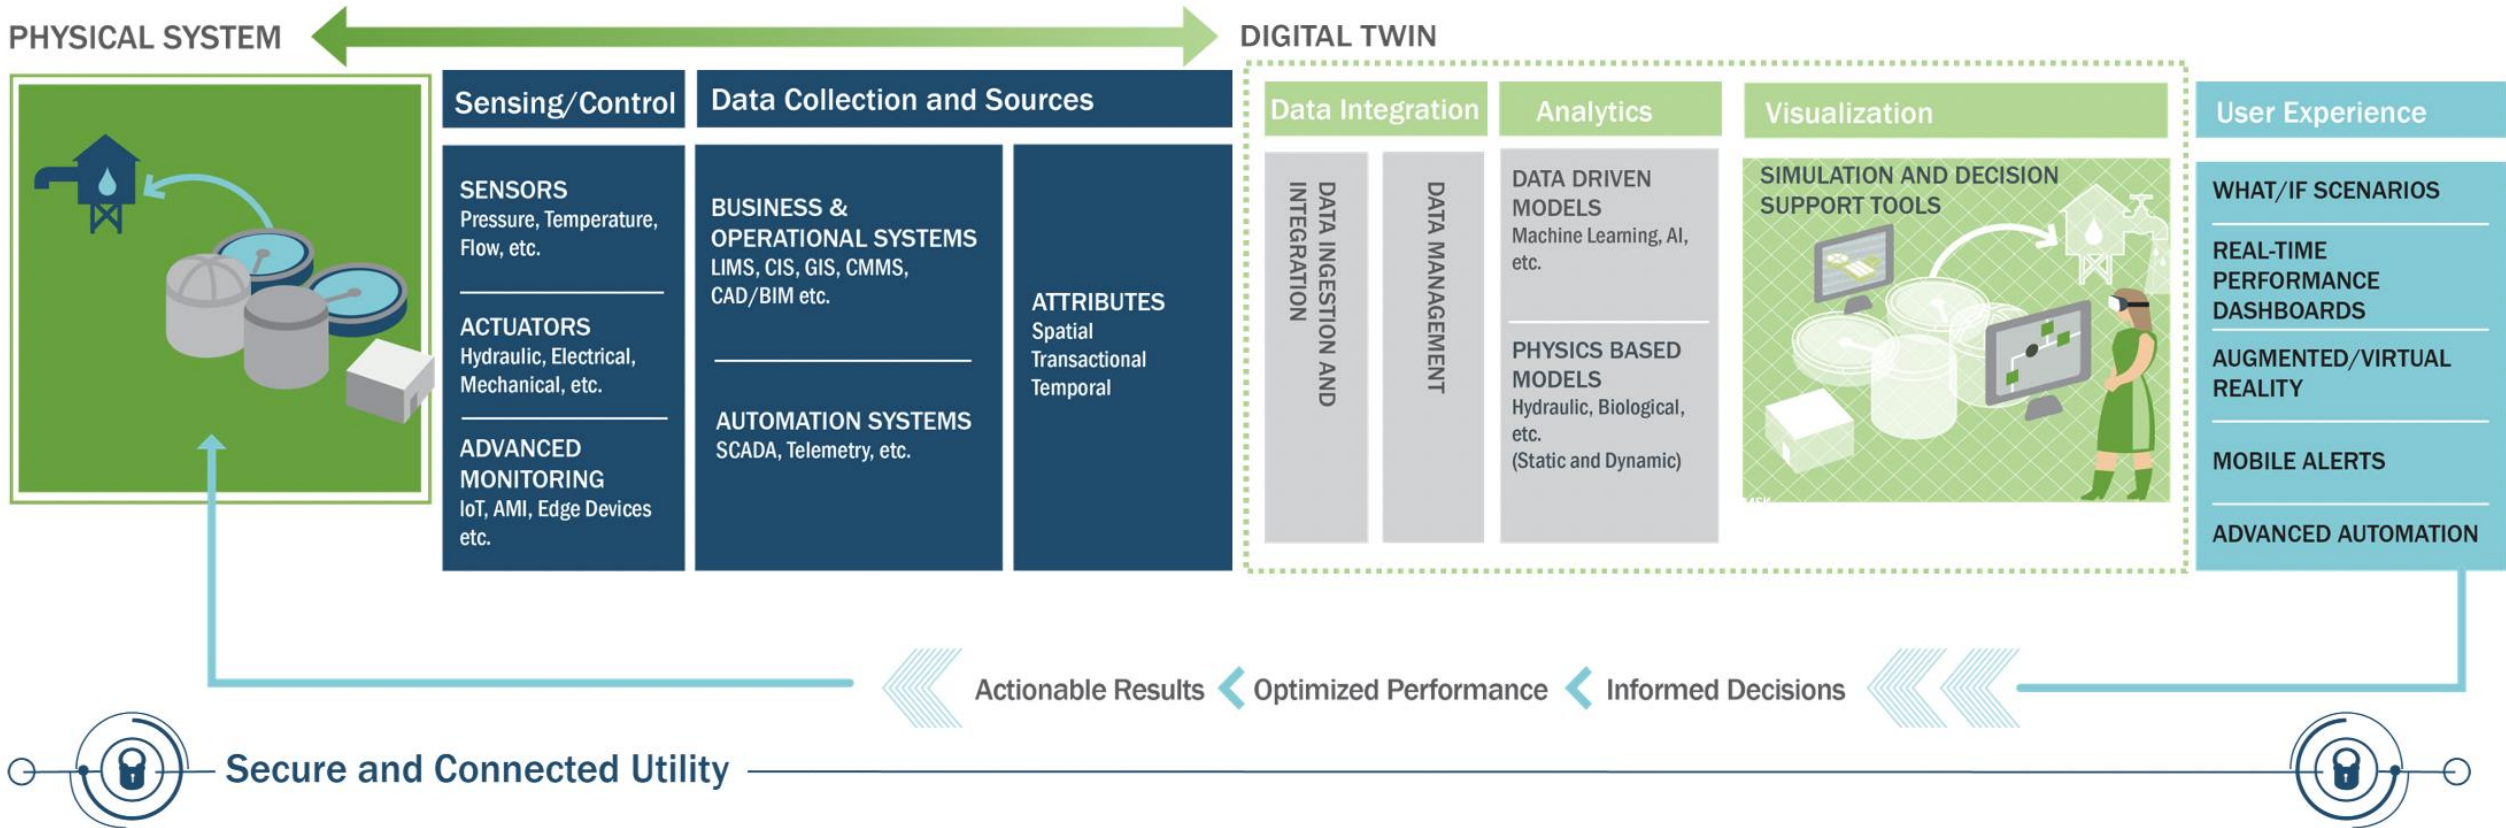 PHYSICAL SYSTEM
DIGITAL TWIN
Sensing/Control
Data Collection and Sources
Data Integration
Analytics
Visualization
User Experience
SENSORS
Pressure, Temperature,
Flow, etc.
ACTUATORS
Hydraulic, Electrical,
Mechanical, etc.
ADVANCED
MONITORING
IoT, AMI, Edge Devices
etc.
BUSINESS &
OPERATIONAL SYSTEMS
LIMS, CIS, GIS, CMMS,
CAD/BIM etc.
AUTOMATION SYSTEMS
SCADA, Telemetry, etc.
ATTRIBUTES
Spatial
Transactional
Temporal
DATA INGESTION AND
INTEGRATION
DATA MANAGEMENT
DATA DRIVEN
MODELS
Machine Learning, AI,
etc.
PHYSICS BASED
MODELS
Hydraulic, Biological,
etc.
(Static and Dynamic)
SIMULATION AND DECISION
SUPPORT TOOLS
WHAT/IF SCENARIOS
REAL-TIME
PERFORMANCE
DASHBOARDS
AUGMENTED/VIRTUAL
REALITY
MOBILE ALERTS
ADVANCED AUTOMATION
Actionable Results
Optimized Performance
Informed Decisions
Secure and Connected Utility